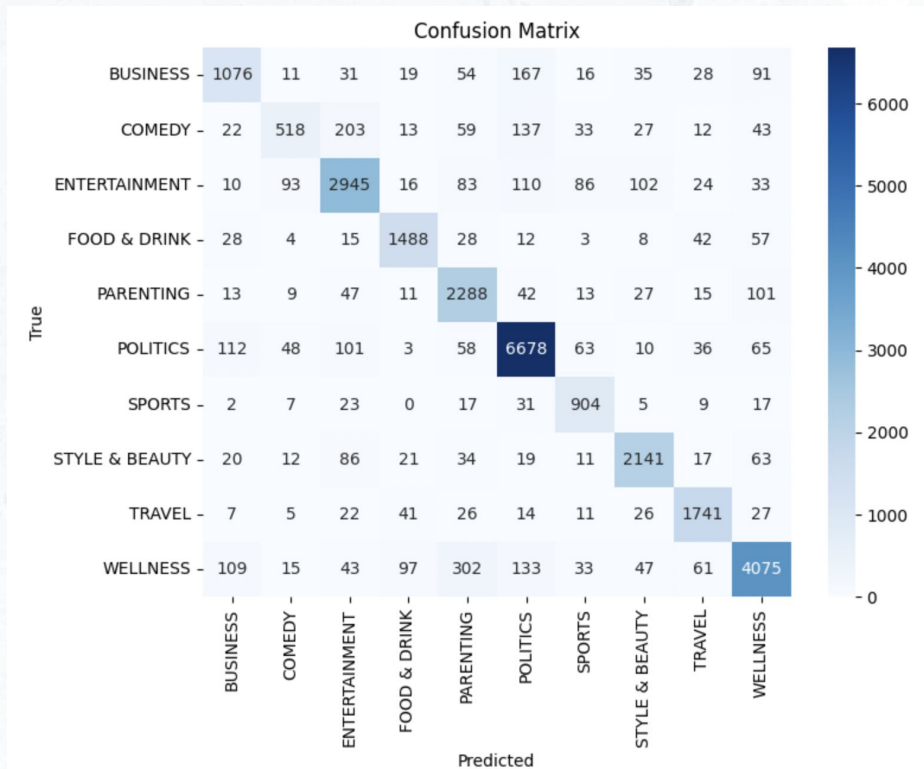 Confusion Matrix
BUSINESS 1076 11 31 19 54 167 16 35 28 91
COMEDY 22 518 203 13 59 137 33 27 12 43
ENTERTAINMENT 10 93 2945 16 83 110 86 102 24 33
FOOD & DRINK 28 4 15 1488 28 12 3 8 42 57
PARENTING 13 9 47 11 2288 42 13 27 15 101
POLITICS 112 48 101 3 58 6678 63 10 36 65
SPORTS 2 7 23 0 17 31 904 5 9 17
STYLE & BEAUTY 20 12 86 21 34 19 11 2141 17 63
TRAVEL 7 5 22 41 26 14 11 26 1741 27
WELLNESS 109 15 43 97 302 133 33 47 61 4075
True
BUSINESS
COMEDY
ENTERTAINMENT
FOOD & DRINK
PARENTING
POLITICS
SPORTS
STYLE & BEAUTY
TRAVEL
WELLNESS
Predicted
6000
5000
4000
3000
2000
1000
0